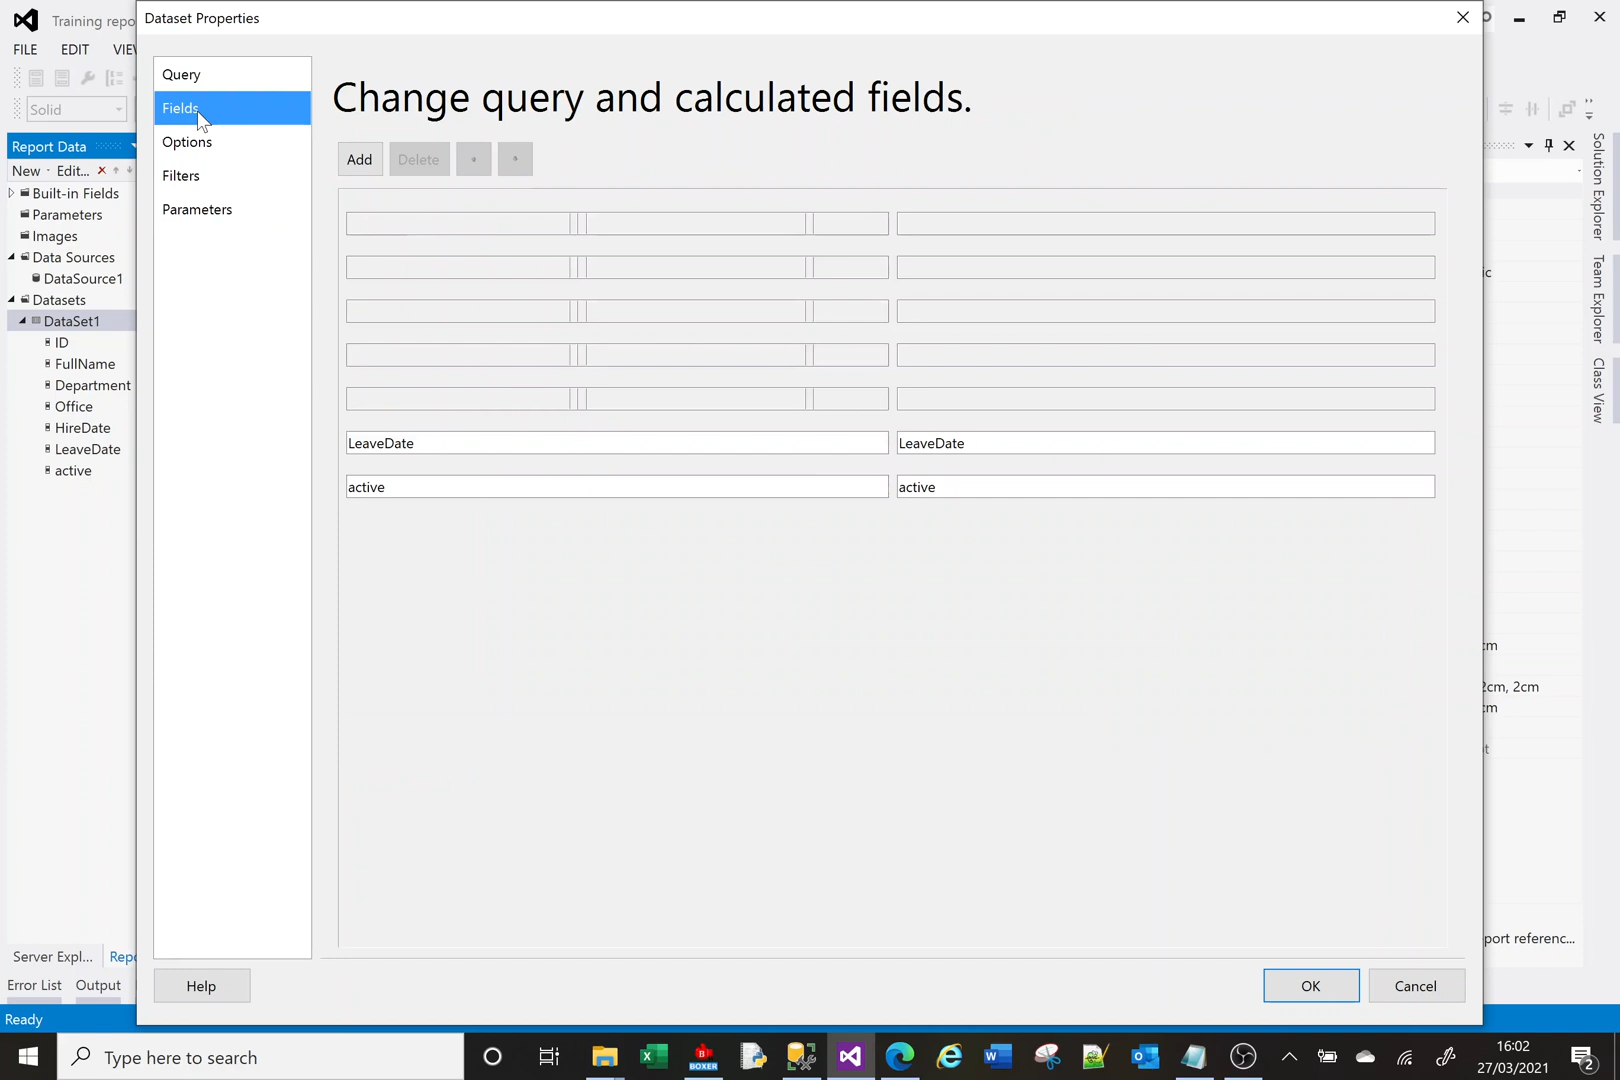 Training repo
Dataset Properties
FILE EDIT VIE
Solid
Report Data
New Edit...
Built-in Fields
Parameters
Images
Data Sources
DataSource1
Datasets
DataSet1
ID
FullName
Department
Office
HireDate
LeaveDate
active
Query
Fields
Options
Filters
Parameters
Change query and calculated fields.
Add Delete
LeaveDate LeaveDate
active active
Help OK Cancel
Solution Explorer
Team Explorer
Class View
ic
cm
2cm, 2cm
cm
port referenc...
Server Expl... Repo
Error List Output
Ready
Type here to search
BOXER
16:02
27/03/2021
2